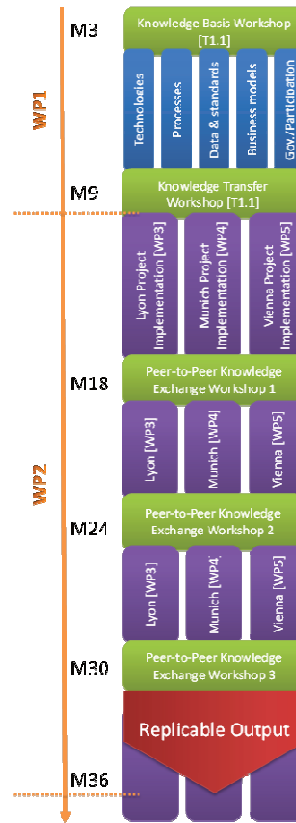 M3
Knowledge Basis Workshop
[T1.1]
WP1
Technologies
Processes
Data & standards
Business models
Gov./Participation
M9
Knowledge Transfer
Workshop [T1.1]
Lyon Project
Implementation [WP3]
Munich Project
Implementation [WP4]
Vienna Project
Implementation [WP5]
M18
Peer-to-Peer Knowledge
Exchange Workshop 1
WP2
Lyon [WP3]
Munich [WP4]
Vienna [WP5]
M24
Peer-to-Peer Knowledge
Exchange Workshop 2
Lyon [WP3]
Munich [WP4]
Vienna [WP5]
M30
Peer-to-Peer Knowledge
Exchange Workshop 3
Replicable Output
M36